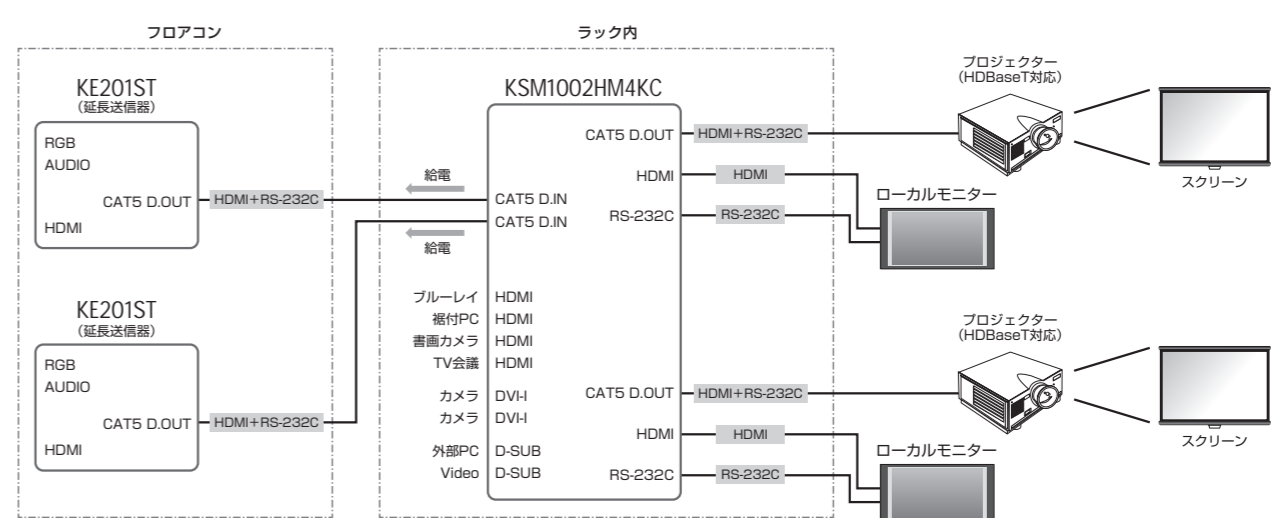 フロアコン
KE201ST
(延長送信器)
RGB
AUDIO
CAT5 D.OUT
HDMI
HDMI+RS-232C
KE201ST
(延長送信器)
RGB
AUDIO
CAT5 D.OUT
HDMI
HDMI+RS-232C
ラック内
KSM1002HM4KC
給電
CAT5 D.IN
CAT5 D.IN
給電
ブルーレイ HDMI
裾付PC HDMI
書画カメラ HDMI
TV会議 HDMI
カメラ DVI-I
カメラ DVI-I
外部PC D-SUB
Video D-SUB
CAT5 D.OUT HDMI+RS-232C
HDMI HDMI
RS-232C RS-232C
CAT5 D.OUT HDMI+RS-232C
HDMI HDMI
RS-232C RS-232C
プロジェクター
(HDBaseT対応)
スクリーン
ローカルモニター
プロジェクター
(HDBaseT対応)
スクリーン
ローカルモニター